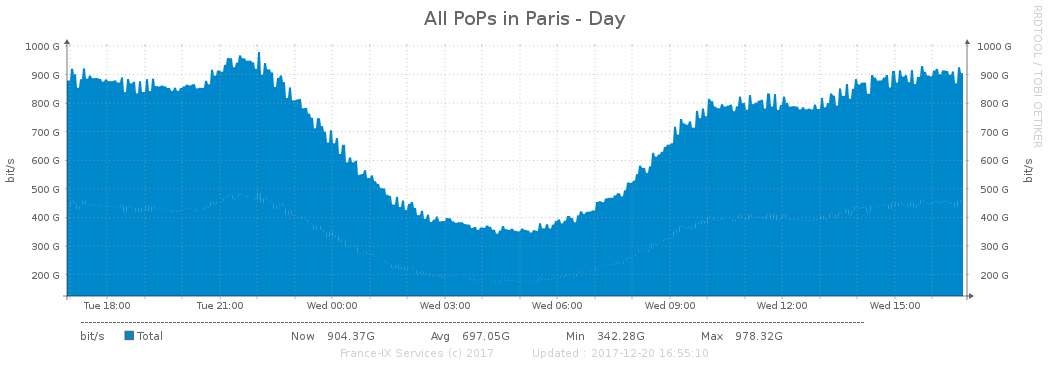 All PoPs in Paris - Day
RRDTOOL / TOBI OETIKER
1000 G 1000 G
900 G 900 G
800 G 800 G
700 G 700 G
600 G 600 G
500 G 500 G
400 G 400 G
300 G 300 G
200 G 200 G
bit/s bit/s
Tue 18:00 Tue 21:00 Wed 00:00 Wed 03:00 Wed 06:00 Wed 09:00 Wed 12:00 Wed 15:00
bit/s Total Now 904.37G Avg 697.05G Min 342.28G Max 978.32G
France-IX Services (c) 2017 Updated : 2017-12-20 16:55:10